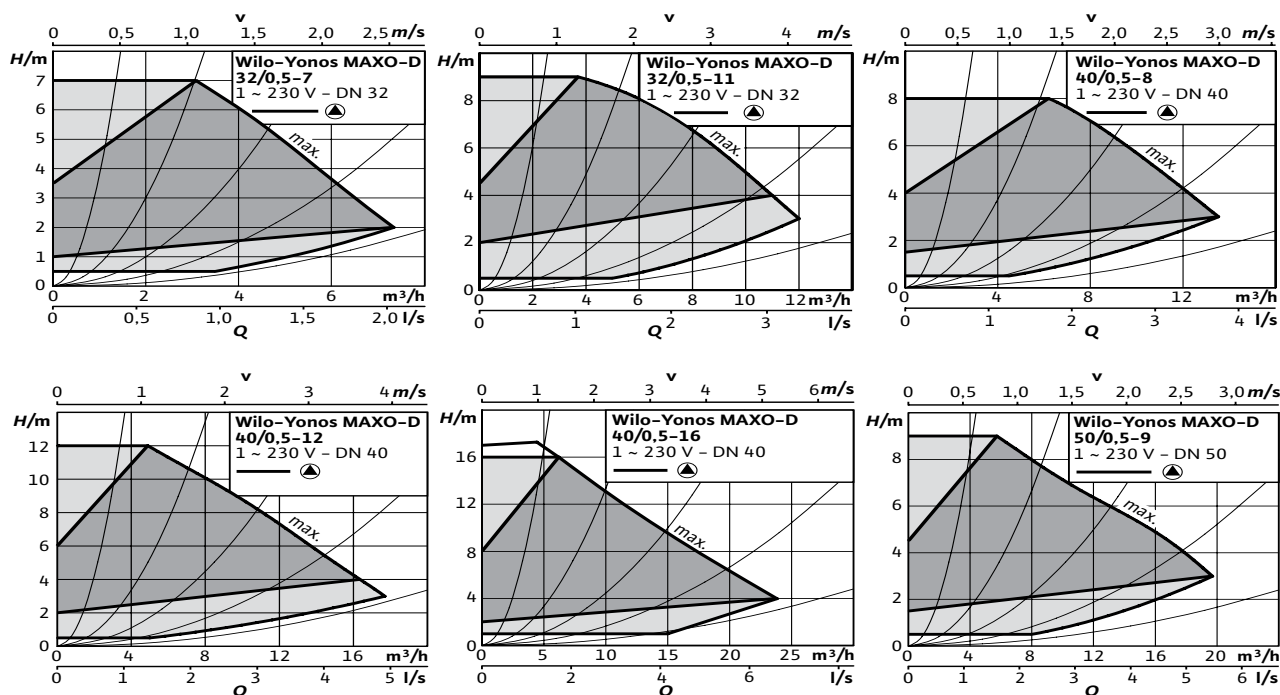 v
0 0,5 1,0 1,5 2,0 2,5 m/s
H/m
Wilo-Yonos MAXO-D
32/0,5-7
1 ~ 230 V – DN 32
max.
7
6
5
4
3
2
1
0
0 2 4 6 m³/h
0 0,5 1,0 1,5 2,0 l/s
Q
v
0 1 2 3 4 m/s
H/m
Wilo-Yonos MAXO-D
32/0,5-11
1 ~ 230 V – DN 32
max.
8
6
4
2
0
0 2 4 6 8 10 12 m³/h
0 1 2 3 l/s
Q
v
0 0,5 1,0 1,5 2,0 2,5 3,0 m/s
H/m
Wilo-Yonos MAXO-D
40/0,5-8
1 ~ 230 V – DN 40
max.
8
6
4
2
0
0 4 8 12 m³/h
0 1 2 3 4 l/s
Q
v
0 1 2 3 4 m/s
H/m
Wilo-Yonos MAXO-D
40/0,5-12
1 ~ 230 V – DN 40
max.
12
10
8
6
4
2
0
0 4 8 12 16 m³/h
0 1 2 3 4 5 l/s
Q
v
0 1 2 3 4 5 6 m/s
H/m
Wilo-Yonos MAXO-D
40/0,5-16
1 ~ 230 V – DN 40
max.
16
12
8
4
0
0 5 10 15 20 25 m³/h
0 2 4 6 l/s
Q
v
0 0,5 1,0 1,5 2,0 2,5 3,0 m/s
H/m
Wilo-Yonos MAXO-D
50/0,5-9
1 ~ 230 V – DN 50
max.
8
6
4
2
0
0 4 8 12 16 20 m³/h
0 1 2 3 4 5 6 l/s
Q